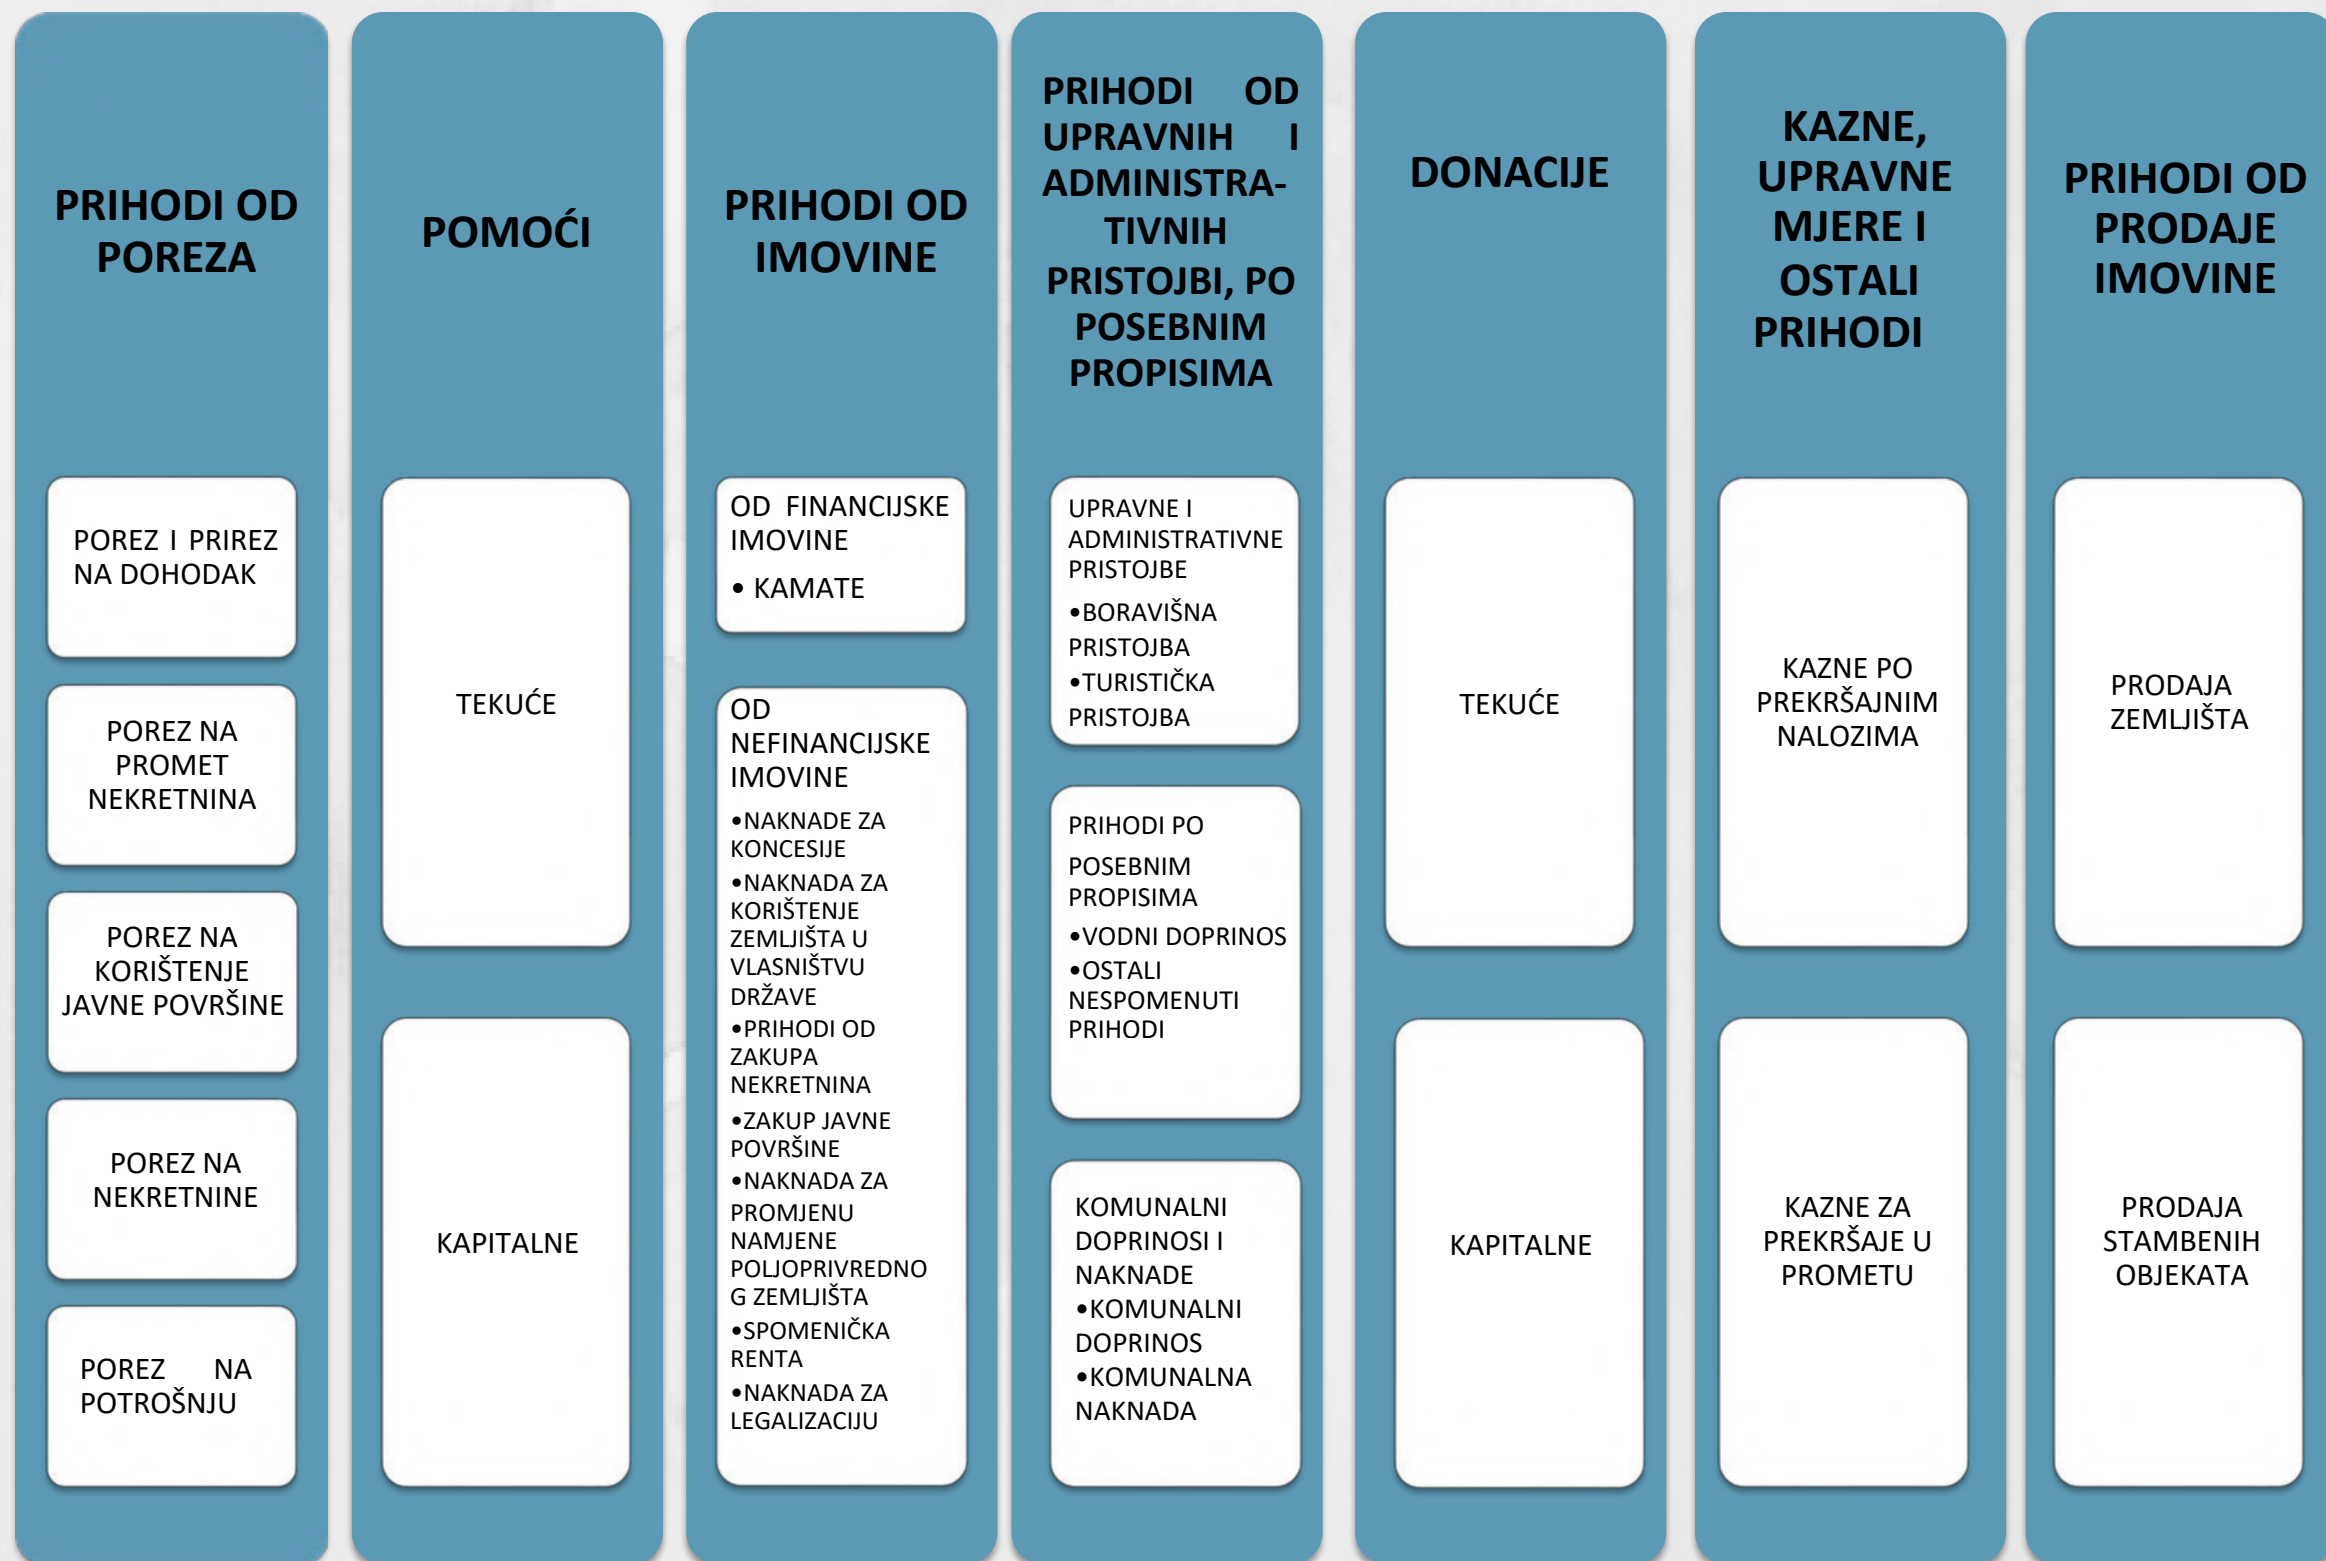 PRIHODI OD
POREZA
POREZ I PRIREZ
NA DOHODAK
POREZ NA
PROMET
NEKRETNINA
POREZ NA
KORIŠTENJE
JAVNE POVRŠINE
POREZ NA
NEKRETNINE
POREZ NA
POTROŠNJU
POMOĆI
TEKUĆE
KAPITALNE
PRIHODI OD
IMOVINE
OD FINANCIJSKE
IMOVINE
• KAMATE
OD
NEFINANCIJSKE
IMOVINE
•NAKNADE ZA
KONCESIJE
•NAKNADA ZA
KORIŠTENJE
ZEMLJIŠTA U
VLASNIŠTVU
DRŽAVE
•PRIHODI OD
ZAKUPA
NEKRETNINA
•ZAKUP JAVNE
POVRŠINE
•NAKNADA ZA
PROMJENU
NAMJENE
POLJOPRIVREDNO
G ZEMLJIŠTA
•SPOMENIČKA
RENTA
•NAKNADA ZA
LEGALIZACIJU
PRIHODI OD
UPRAVNIH I
ADMINISTRA-
TIVNIH
PRISTOJBI, PO
POSEBNIM
PROPISIMA
UPRAVNE I
ADMINISTRATIVNE
PRISTOJBE
•BORAVIŠNA
PRISTOJBA
•TURISTIČKA
PRISTOJBA
PRIHODI PO
POSEBNIM
PROPISIMA
•VODNI DOPRINOS
•OSTALI
NESPOMENUTI
PRIHODI
KOMUNALNI
DOPRINOSI I
NAKNADE
•KOMUNALNI
DOPRINOS
•KOMUNALNA
NAKNADA
DONACIJE
TEKUĆE
KAPITALNE
KAZNE,
UPRAVNE
MJERE I
OSTALI
PRIHODI
KAZNE PO
PREKRŠAJNIM
NALOZIMA
KAZNE ZA
PREKRŠAJE U
PROMETU
PRIHODI OD
PRODAJE
IMOVINE
PRODAJA
ZEMLJIŠTA
PRODAJA
STAMBENIH
OBJEKATA